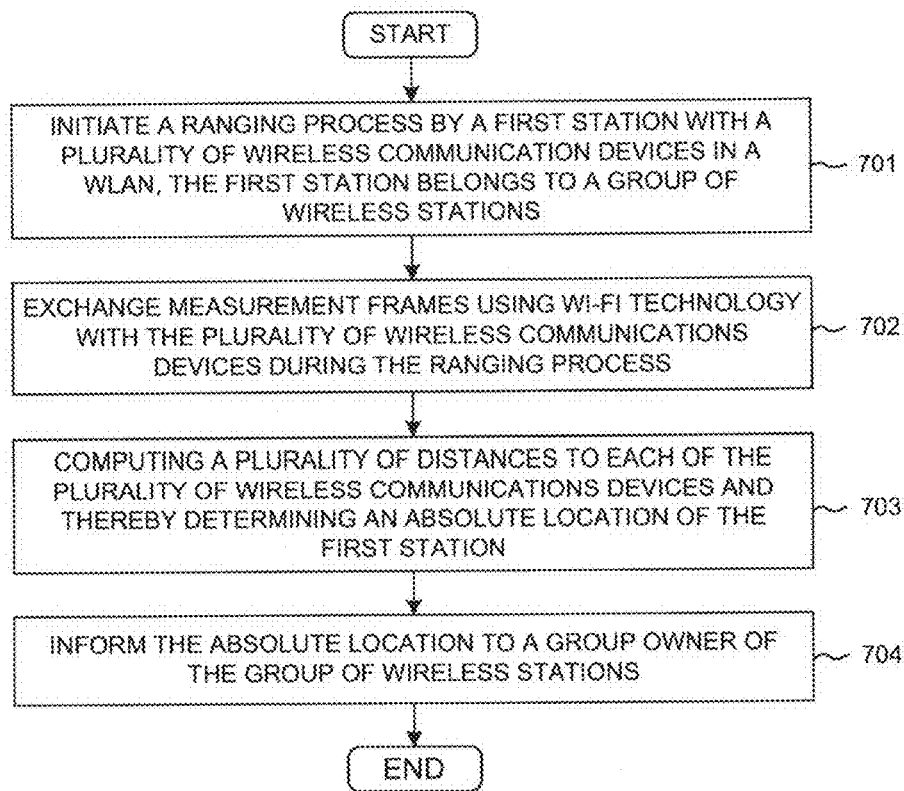 START
INITIATE A RANGING PROCESS BY A FIRST STATION WITH A
PLURALITY OF WIRELESS COMMUNICATION DEVICES IN A
WLAN, THE FIRST STATION BELONGS TO A GROUP OF
WIRELESS STATIONS
701
EXCHANGE MEASUREMENT FRAMES USING WI-FI TECHNOLOGY
WITH THE PLURALITY OF WIRELESS COMMUNICATIONS
DEVICES DURING THE RANGING PROCESS
702
COMPUTING A PLURALITY OF DISTANCES TO EACH OF THE
PLURALITY OF WIRELESS COMMUNICATIONS DEVICES AND
THEREBY DETERMINING AN ABSOLUTE LOCATION OF THE
FIRST STATION
703
INFORM THE ABSOLUTE LOCATION TO A GROUP OWNER OF
THE GROUP OF WIRELESS STATIONS
704
END